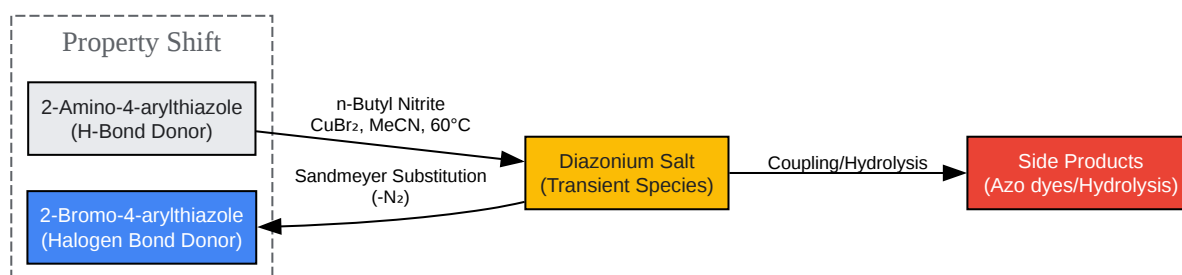 Property Shift
2-Amino-4-arylthiazole
(H-Bond Donor)
n-Butyl Nitrite
CuBr₂, MeCN, 60°C
Sandmeyer Substitution
(-N₂)
2-Bromo-4-arylthiazole
(Halogen Bond Donor)
Diazonium Salt
(Transient Species)
Coupling/Hydrolysis
Side Products
(Azo dyes/Hydrolysis)